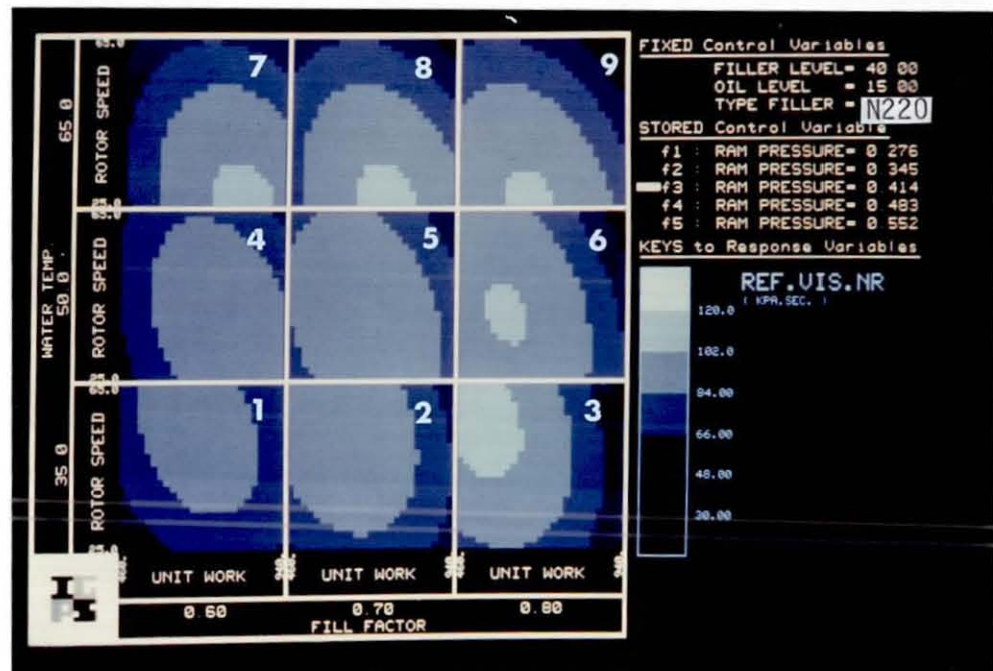 FIXED Control Variables
FILLER LEVEL= 40 00
OIL LEVEL = 15 00
TYPE FILLER = N220
STORED Control Variable
f1 : RAM PRESSURE= 0 276
f2 : RAM PRESSURE= 0 345
f3 : RAM PRESSURE= 0 414
f4 : RAM PRESSURE= 0 483
f5 : RAM PRESSURE= 0 552
KEYS to Response Variables
REF.VIS.NR
( KPA.SEC. )
120.0
102.0
84.00
66.00
48.00
30.00
WATER TEMP.
65.0
50.0
35.0
ROTOR SPEED
ROTOR SPEED
ROTOR SPEED
65.0
7
8
9
4
5
6
1
2
3
UNIT WORK
UNIT WORK
UNIT WORK
0.60
0.70
0.80
FILL FACTOR